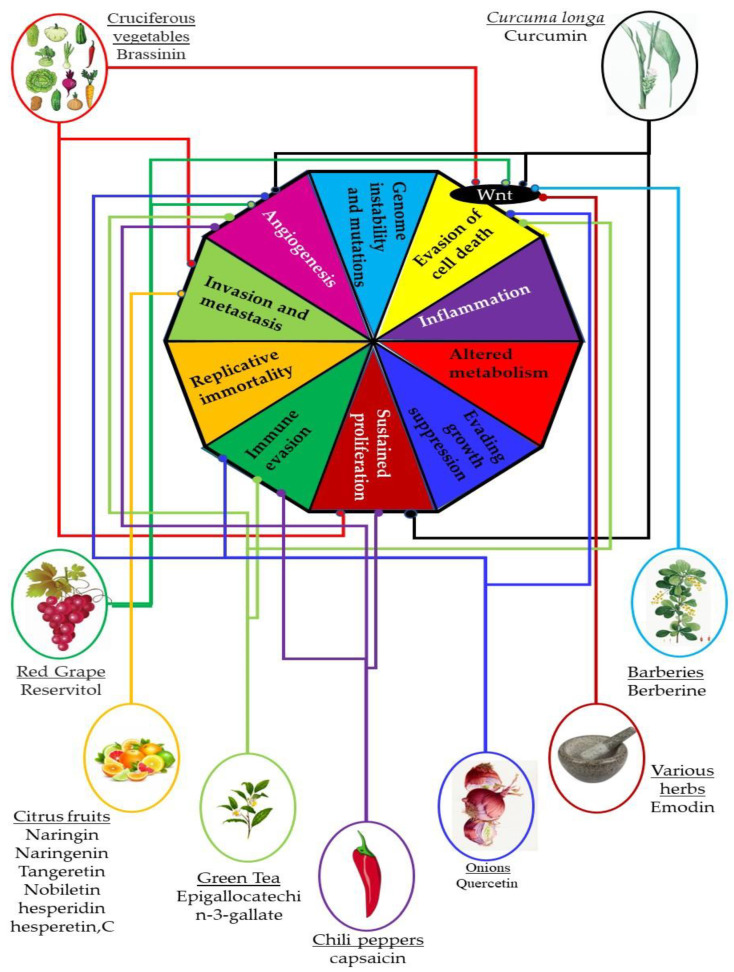 Cruciferous
vegetables
Brassinin
Curcuma longa
Curcumin
Wnt
Angiogenesis
Genome
instability
and mutations
Evasion of
cell death
Inflammation
Altered
metabolism
Evading
growth
suppression
Sustained
proliferation
Immune
evasion
Replicative
immortality
Invasion and
metastasis
Red Grape
Reservitol
Barberies
Berberine
Citrus fruits
Naringin
Naringenin
Tangeretin
Nobiletin
hesperidin
hesperetin,C
Green Tea
Epigallocatechi
n-3-gallate
Chili peppers
capsaicin
Onions
Quercetin
Various
herbs
Emodin